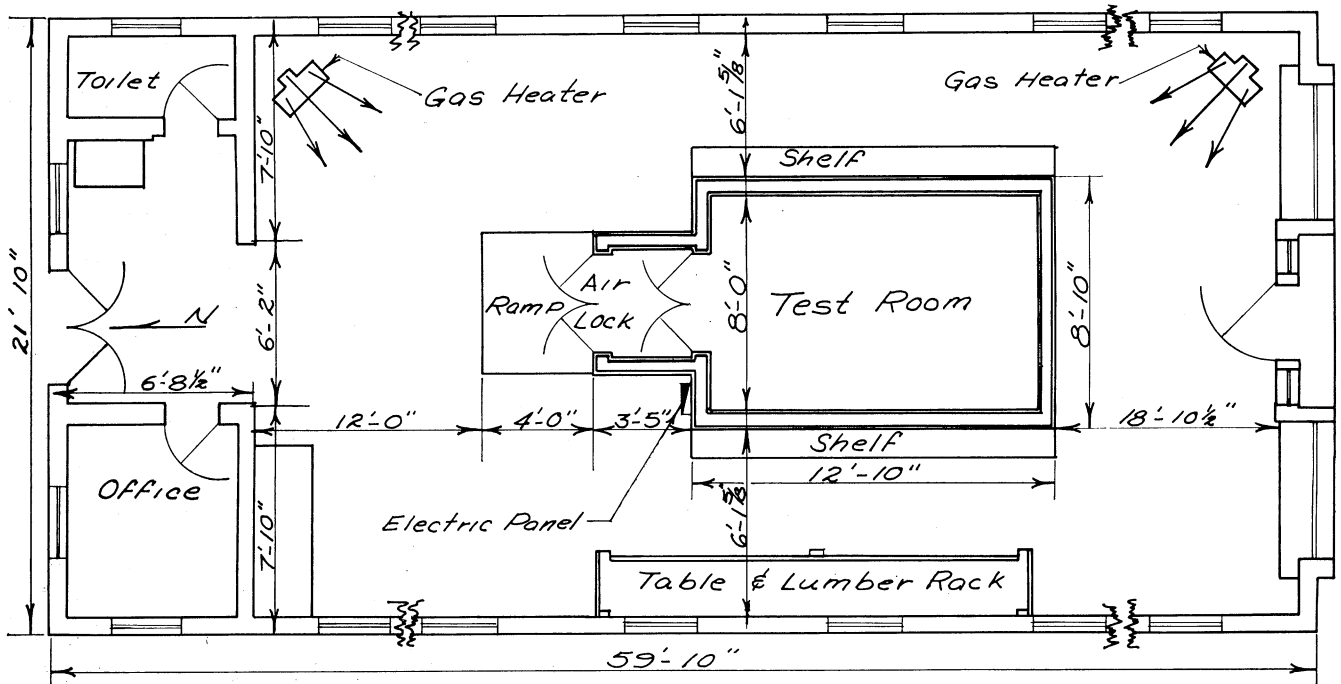 Toilet
Gas Heater
Gas Heater
7'-10"
6'-1 5/8"
Shelf
21' 10"
N
6'-2"
Ramp
Air
Lock
8'-0"
Test Room
8'-10"
6'-8½"
12'-0"
4'-0"
3'-5"
18'-10½"
Shelf
12'-10"
Office
Electric Panel
7'-10"
6'-1 5/8"
Table & Lumber Rack
59'-10"